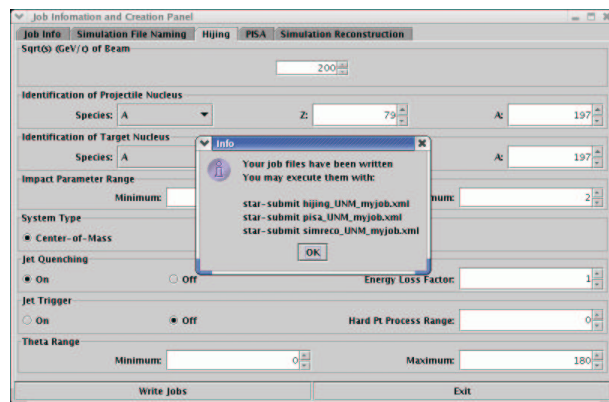 Job Infomation and Creation Panel
Job Info Simulation File Naming Hijing PISA Simulation Reconstruction
Sqrt(s) (GeV/c) of Beam
200
Identification of Projectile Nucleus
Species: A Z: 79 A: 197
Identification of Target Nucleus
Species: A A: 197
Info
Your job files have been written
You may execute them with:
star-submit hijing_UNM_myjob.xml
star-submit pisa_UNM_myjob.xml
star-submit simreco_UNM_myjob.xml
OK
Impact Parameter Range
Minimum: 2
System Type
Center-of-Mass
Jet Quenching
On Off Energy Loss Factor: 1
Jet Trigger
On Off Hard Pt Process Range: 0
Theta Range
Minimum: 0 Maximum: 180
Write Jobs Exit